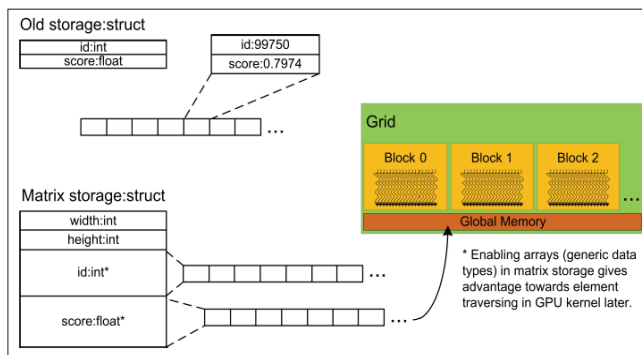 Old storage:struct
id:int
score:float
id:99750
score:0.7974
...
Grid
Block 0
Block 1
Block 2
...
Global Memory
Matrix storage:struct
width:int
height:int
id:int*
...
score:float*
...
* Enabling arrays (generic data
types) in matrix storage gives
advantage towards element
traversing in GPU kernel later.